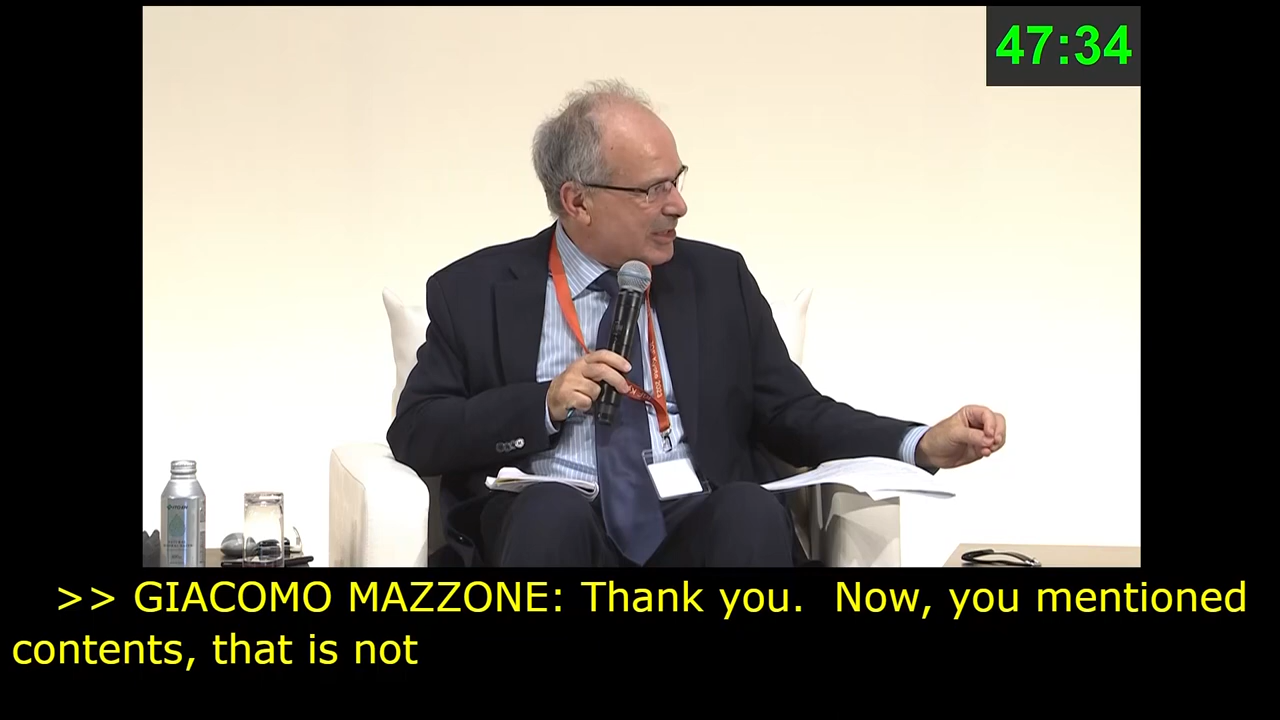 47:34
>> GIACOMO MAZZONE: Thank you.  Now, you mentioned
contents, that is not